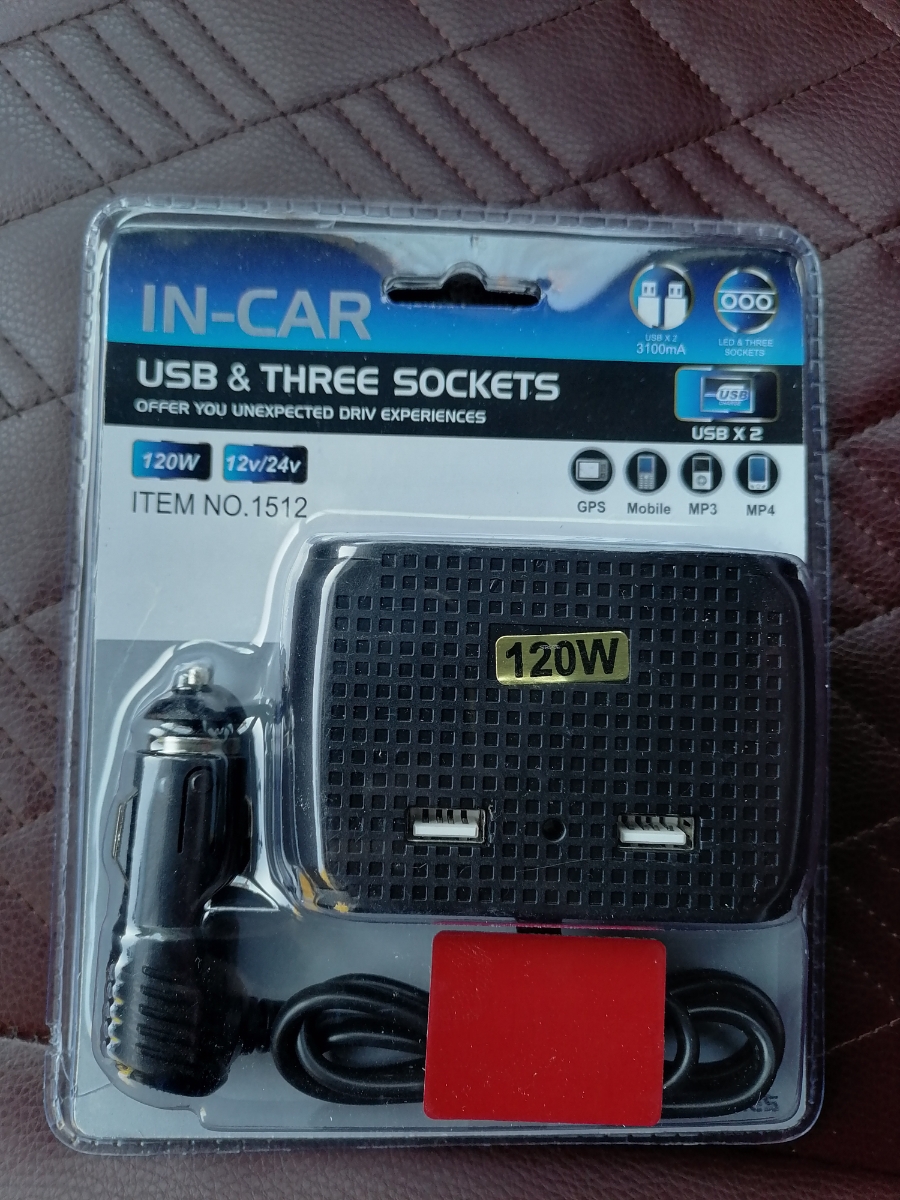 IN-CAR
USB X 2
3100mA
LED & THREE
SOCKETS
USB & THREE SOCKETS
OFFER YOU UNEXPECTED DRIV EXPERIENCES
USB
USB X 2
120W
12v/24v
ITEM NO.1512
GPS
Mobile
MP3
MP4
120W